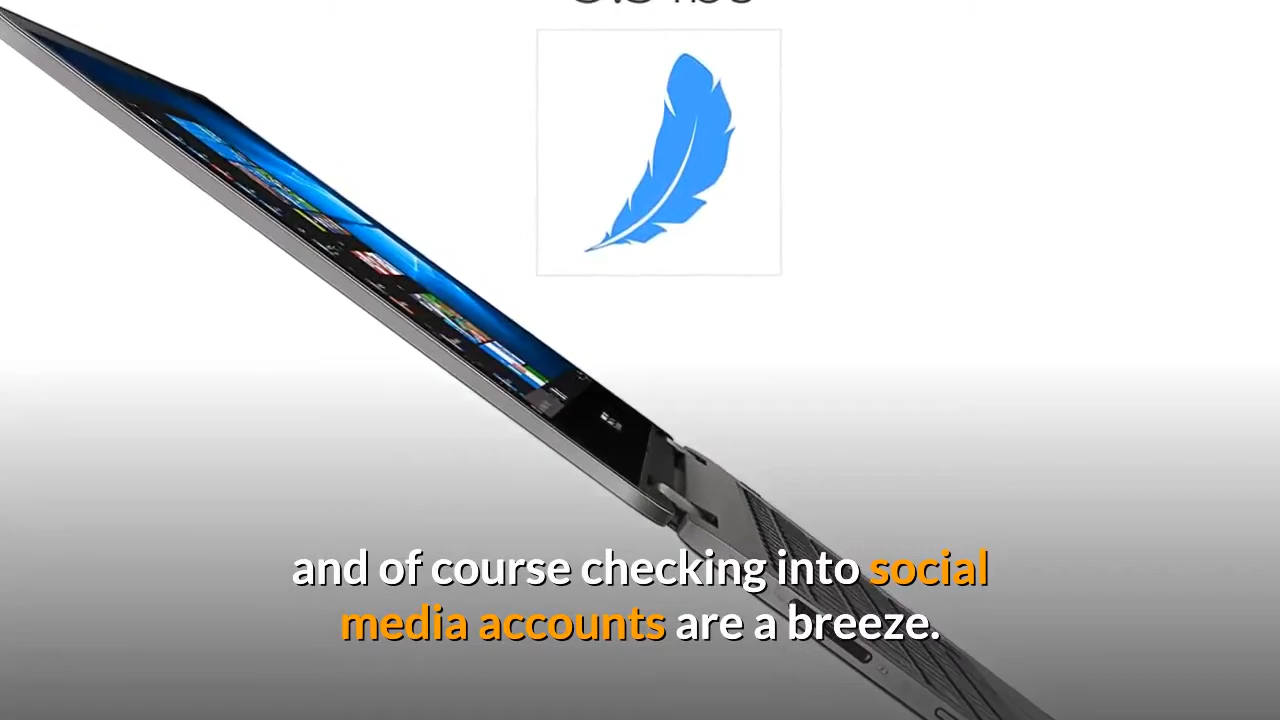 and of course checking into social
media accounts are a breeze.